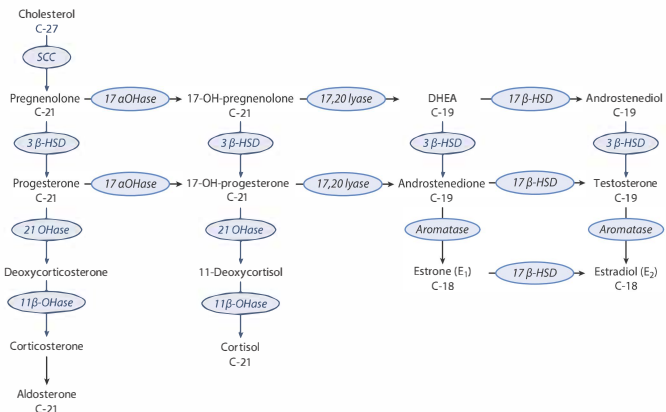 Cholesterol
C-27
SCC
Pregnenolone 17 αOHase 17-OH-pregnenolone 17,20 lyase DHEA 17 β-HSD Androstenediol
C-21 C-21 C-19 C-19
3 β-HSD 3 β-HSD 3 β-HSD 3 β-HSD
Progesterone 17 αOHase 17-OH-progesterone 17,20 lyase Androstenedione 17 β-HSD Testosterone
C-21 C-21 C-19 C-19
21 OHase 21 OHase Aromatase Aromatase
Deoxycorticosterone 11-Deoxycortisol Estrone (E₁) 17 β-HSD Estradiol (E₂)
C-18 C-18
11β-OHase 11β-OHase
Corticosterone Cortisol
C-21
Aldosterone
C-21